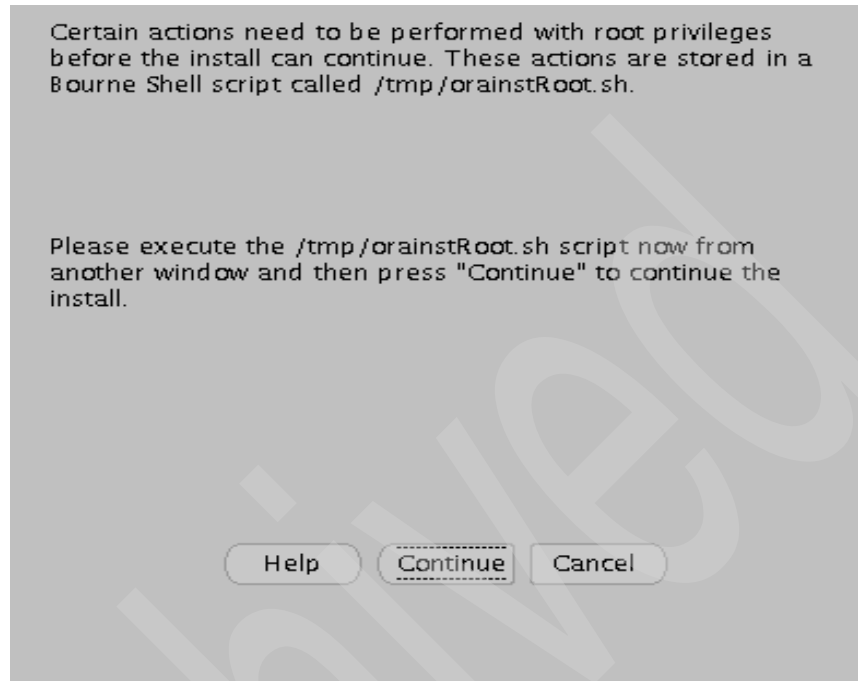 Certain actions need to be performed with root privileges
before the install can continue. These actions are stored in a
Bourne Shell script called /tmp/orainstRoot.sh.
Please execute the /tmp/orainstRoot.sh script now from
another window and then press "Continue" to continue the
install.
Help Continue Cancel
hived